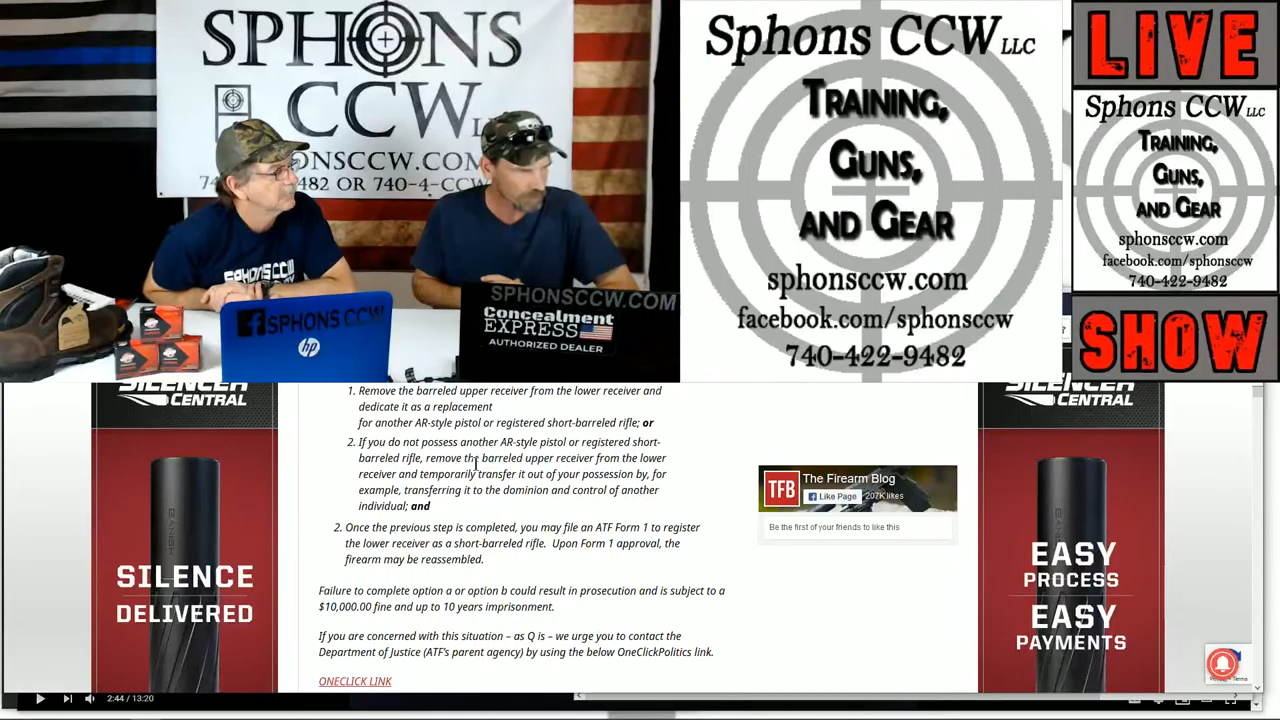 SPHONS
CCW
ONSCCW.COM
482 OR 740-4-CCW
SPHONS CCW
SPHONS CCW
hp
SPHONSCCW.COM
Concealment
EXPRESS
AUTHORIZED DEALER
Sphons CCW LLC
TRAINING,
GUNS,
AND GEAR
sphonsccw.com
facebook.com/sphonsccw
740-422-9482
LIVE
Sphons CCW LLC
TRAINING,
GUNS,
AND GEAR
sphonsccw.com
facebook.com/sphonsccw
740-422-9482
SHOW
SILENCER
CENTRAL
SILENCE
DELIVERED
1. Remove the barreled upper receiver from the lower receiver and
dedicate it as a replacement
for another AR-style pistol or registered short-barreled rifle; or
2. If you do not possess another AR-style pistol or registered short-
barreled rifle, remove the barreled upper receiver from the lower
receiver and temporarily transfer it out of your possession by, for
example, transferring it to the dominion and control of another
individual; and
2. Once the previous step is completed, you may file an ATF Form 1 to register
the lower receiver as a short-barreled rifle. Upon Form 1 approval, the
firearm may be reassembled.
Failure to complete option a or option b could result in prosecution and is subject to a
$10,000.00 fine and up to 10 years imprisonment.
If you are concerned with this situation – as Q is – we urge you to contact the
Department of Justice (ATF's parent agency) by using the below OneClickPolitics link.
ONECLICK LINK
TFB
The Firearm Blog
Like Page
207K likes
Be the first of your friends to like this
SILENCER
CENTRAL
EASY
PROCESS
EASY
PAYMENTS
2:44 / 13:20